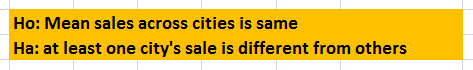 Ho: Mean sales across cities is same
Ha: at least one city's sale is different from others